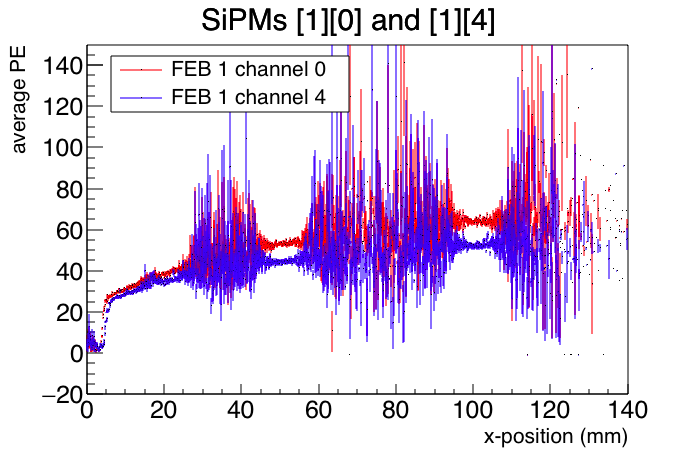 SiPMs [1][0] and [1][4]
average PE
FEB 1 channel 0
FEB 1 channel 4
140
120
100
80
60
40
20
0
−20
0 20 40 60 80 100 120 140
x-position (mm)